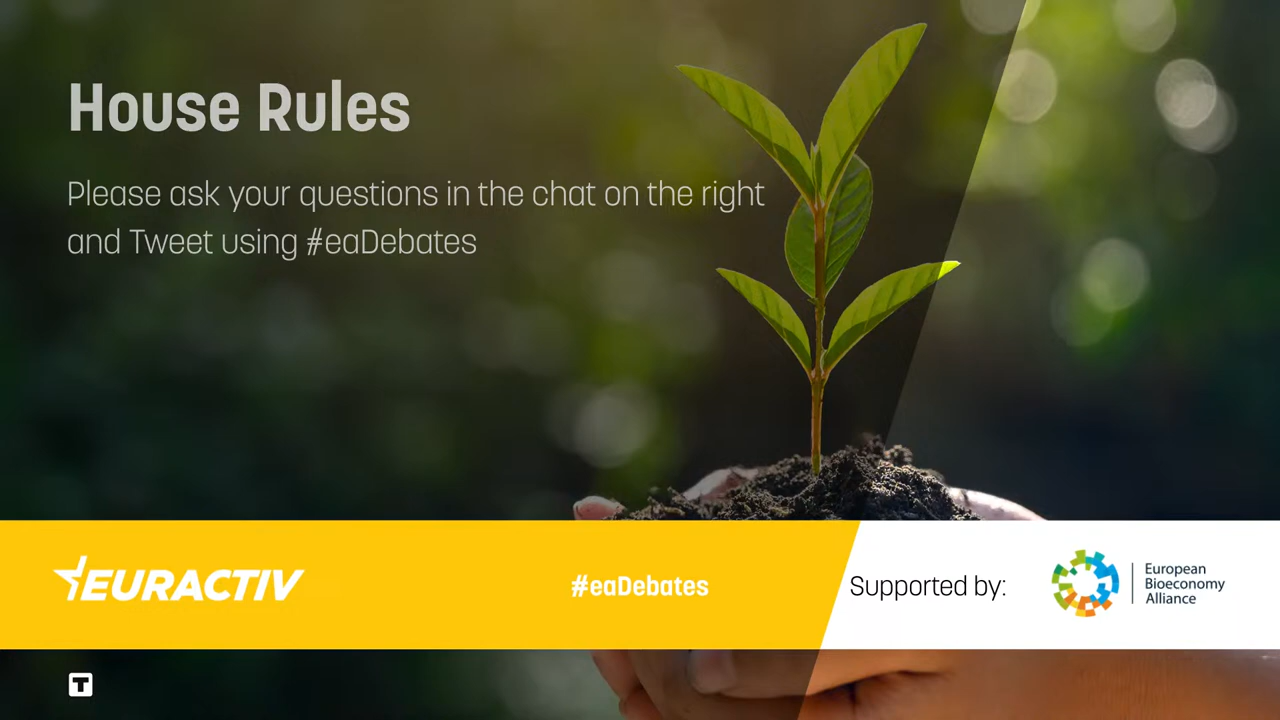 House Rules
Please ask your questions in the chat on the right
and Tweet using #eaDebates
EURACTIV
#eaDebates
Supported by:
European
Bioeconomy
Alliance
T